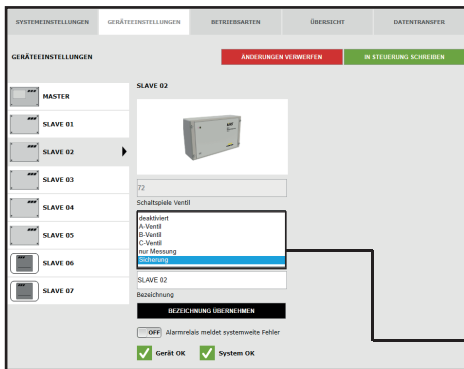 SYSTEMEINSTELLUNGEN GERÄTEEINSTELLUNGEN BETRIEBSARTEN ÜBERSICHT DATENTRANSFER
GERÄTEEINSTELLUNGEN ÄNDERUNGEN VERWERFEN IN STEUERUNG SCHREIBEN
MASTER
SLAVE 01
SLAVE 02
SLAVE 03
SLAVE 04
SLAVE 05
SLAVE 06
SLAVE 07
SLAVE 02
72
Schaltspiele Ventil
deaktiviert
A-Ventil
B-Ventil
C-Ventil
nur Messung
Sicherung
SLAVE 02
Bezeichnung
BEZEICHNUNG ÜBERNEHMEN
OFF Alarmrelais meldet systemweite Fehler
Gerät OK System OK